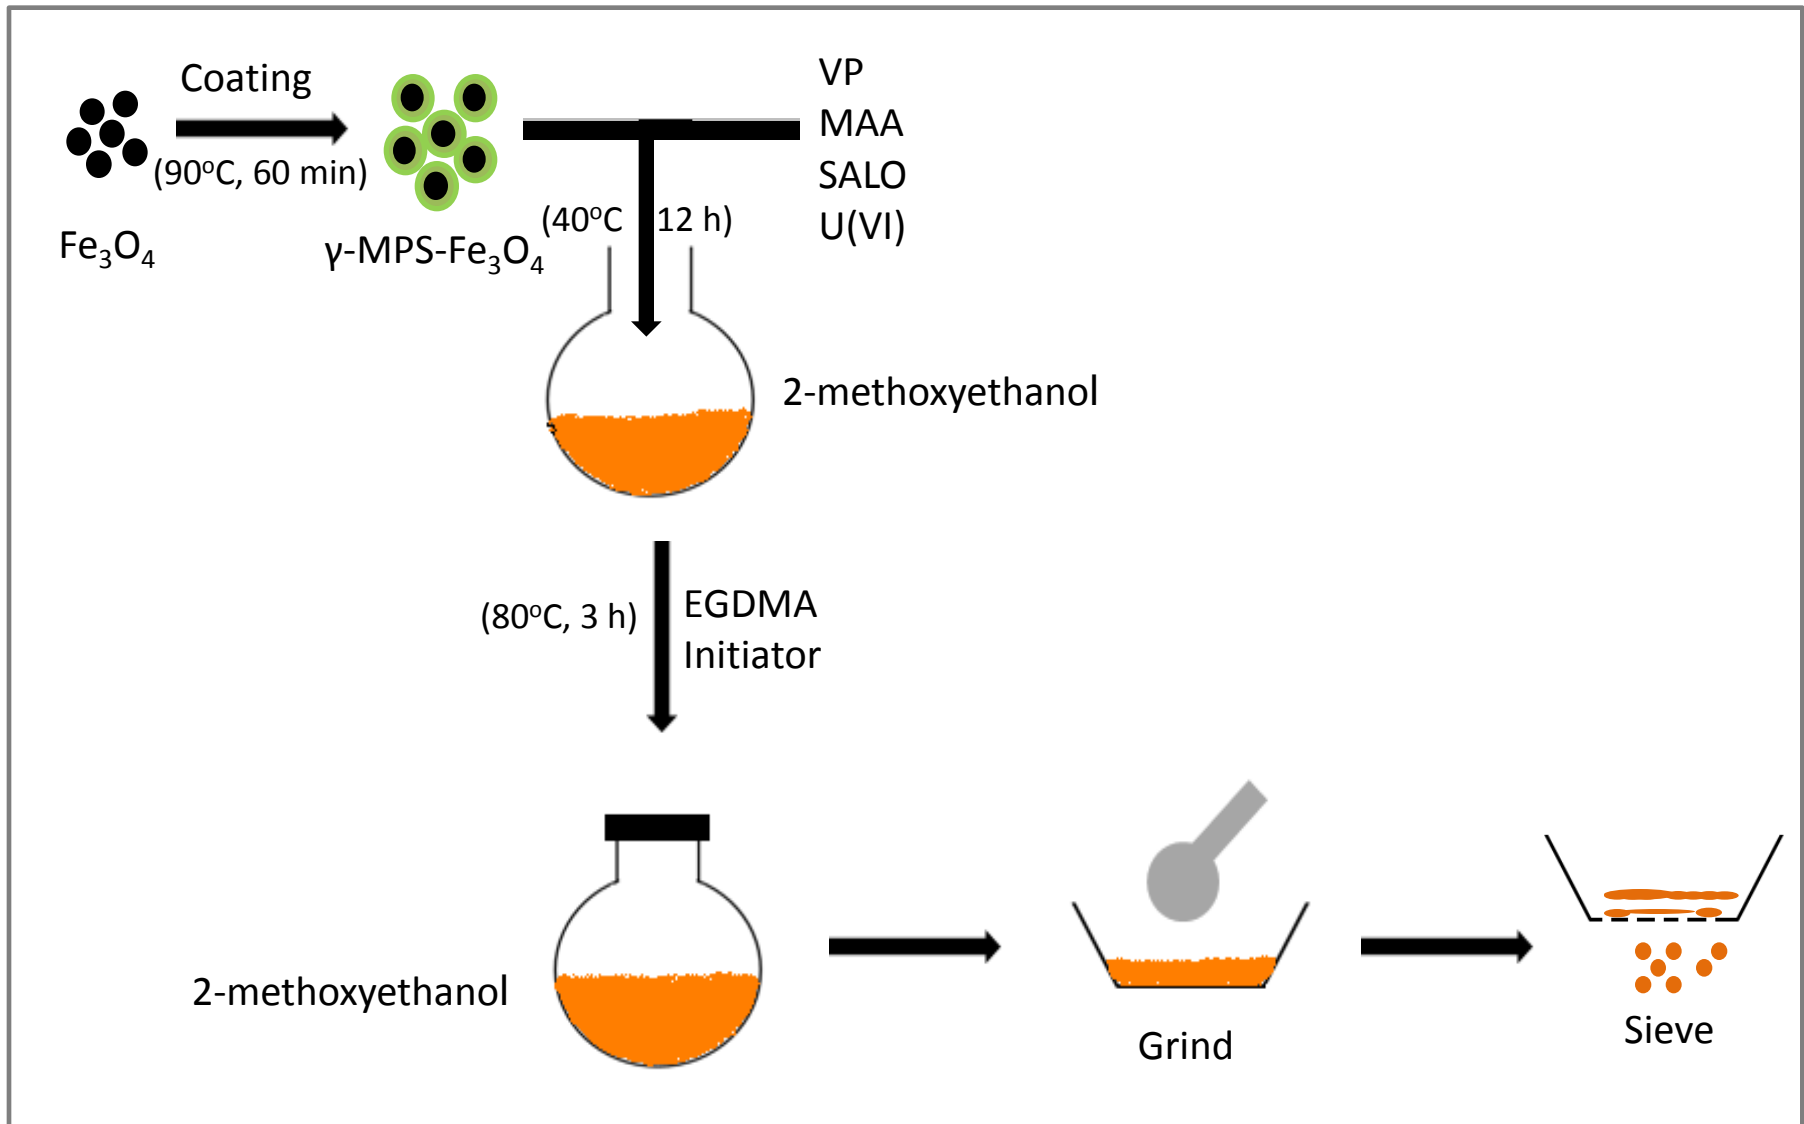 Coating
(90°C, 60 min)
Fe₃O₄
γ-MPS-Fe₃O₄
VP
MAA
SALO
U(VI)
(40°C 12 h)
2-methoxyethanol
(80°C, 3 h)
EGDMA
Initiator
2-methoxyethanol
Grind
Sieve